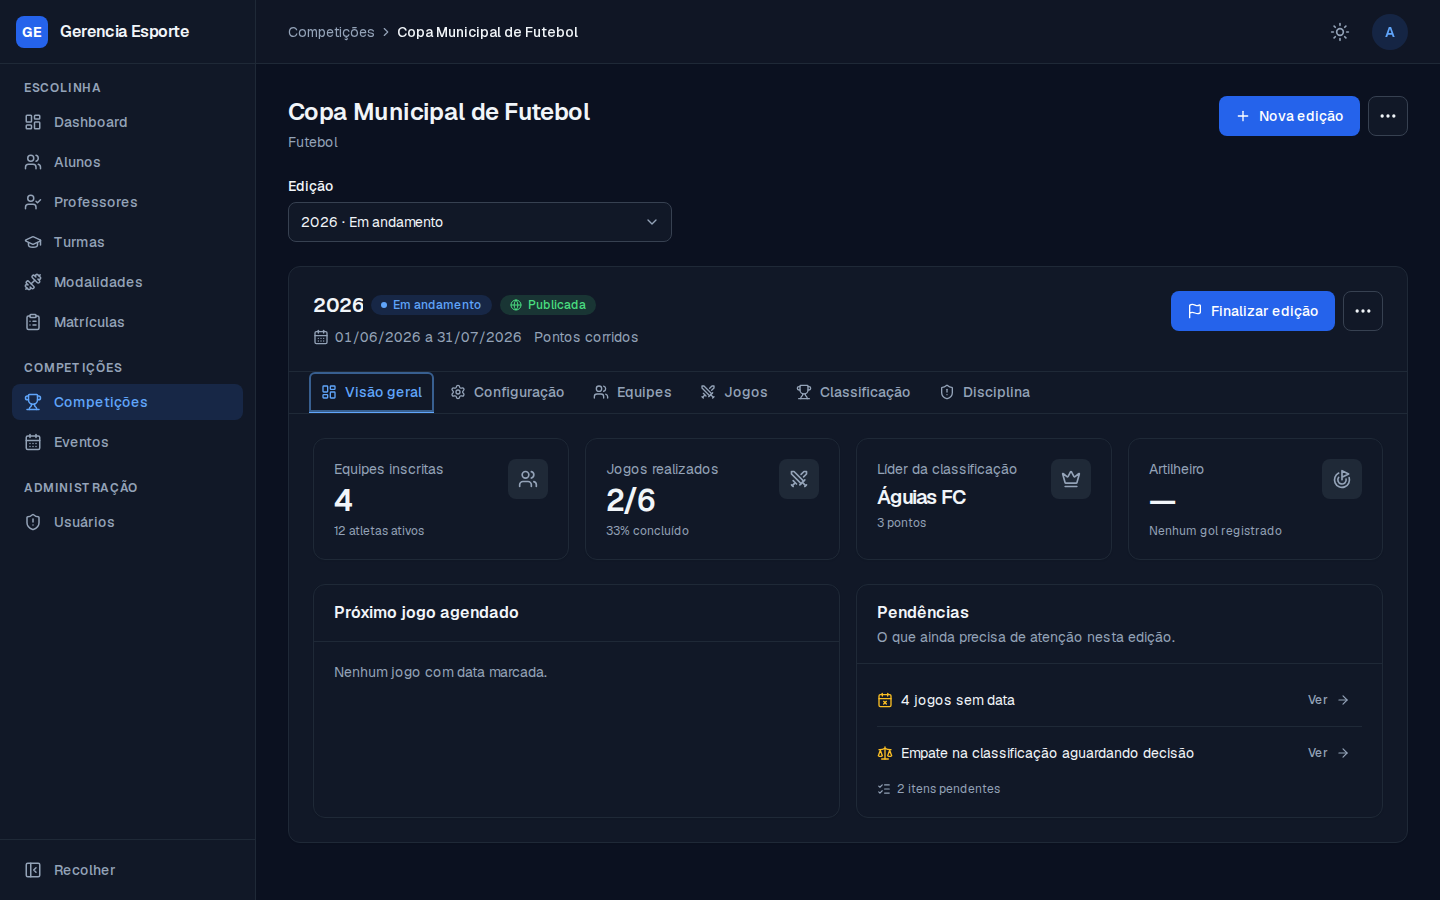 GE
Gerencia Esporte
Competições
Copa Municipal de Futebol
A
ESCOLINHA
Dashboard
Alunos
Professores
Turmas
Modalidades
Matrículas
COMPETIÇÕES
Competições
Eventos
ADMINISTRAÇÃO
Usuários
Recolher
Copa Municipal de Futebol
Futebol
Nova edição
Edição
2026 · Em andamento
2026
Em andamento
Publicada
01/06/2026 a 31/07/2026 Pontos corridos
Finalizar edição
Visão geral
Configuração
Equipes
Jogos
Classificação
Disciplina
Equipes inscritas
4
12 atletas ativos
Jogos realizados
2/6
33% concluído
Líder da classificação
Águias FC
3 pontos
Artilheiro
—
Nenhum gol registrado
Próximo jogo agendado
Nenhum jogo com data marcada.
Pendências
O que ainda precisa de atenção nesta edição.
4 jogos sem data
Ver
Empate na classificação aguardando decisão
Ver
2 itens pendentes